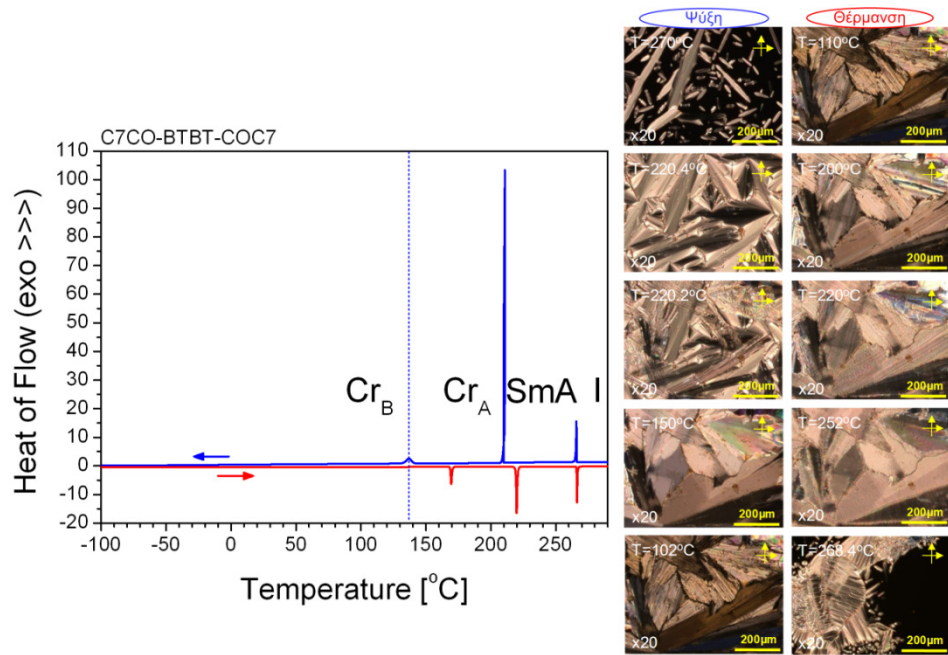 C7CO-BTBT-COC7
Heat of Flow (exo >>>)
110
100
90
80
70
60
50
40
30
20
10
0
-10
-20
Cr_B Cr_A SmA I
-100 -50 0 50 100 150 200 250
Temperature [°C]
Ψύξη Θέρμανση
T=270°C T=110°C
x20 200μm x20 200μm
T=220.4°C T=200°C
x20 200μm x20 200μm
T=220.2°C T=220°C
x20 200μm x20 200μm
T=150°C T=252°C
x20 200μm x20 200μm
T=102°C T=268.4°C
x20 200μm x20 200μm